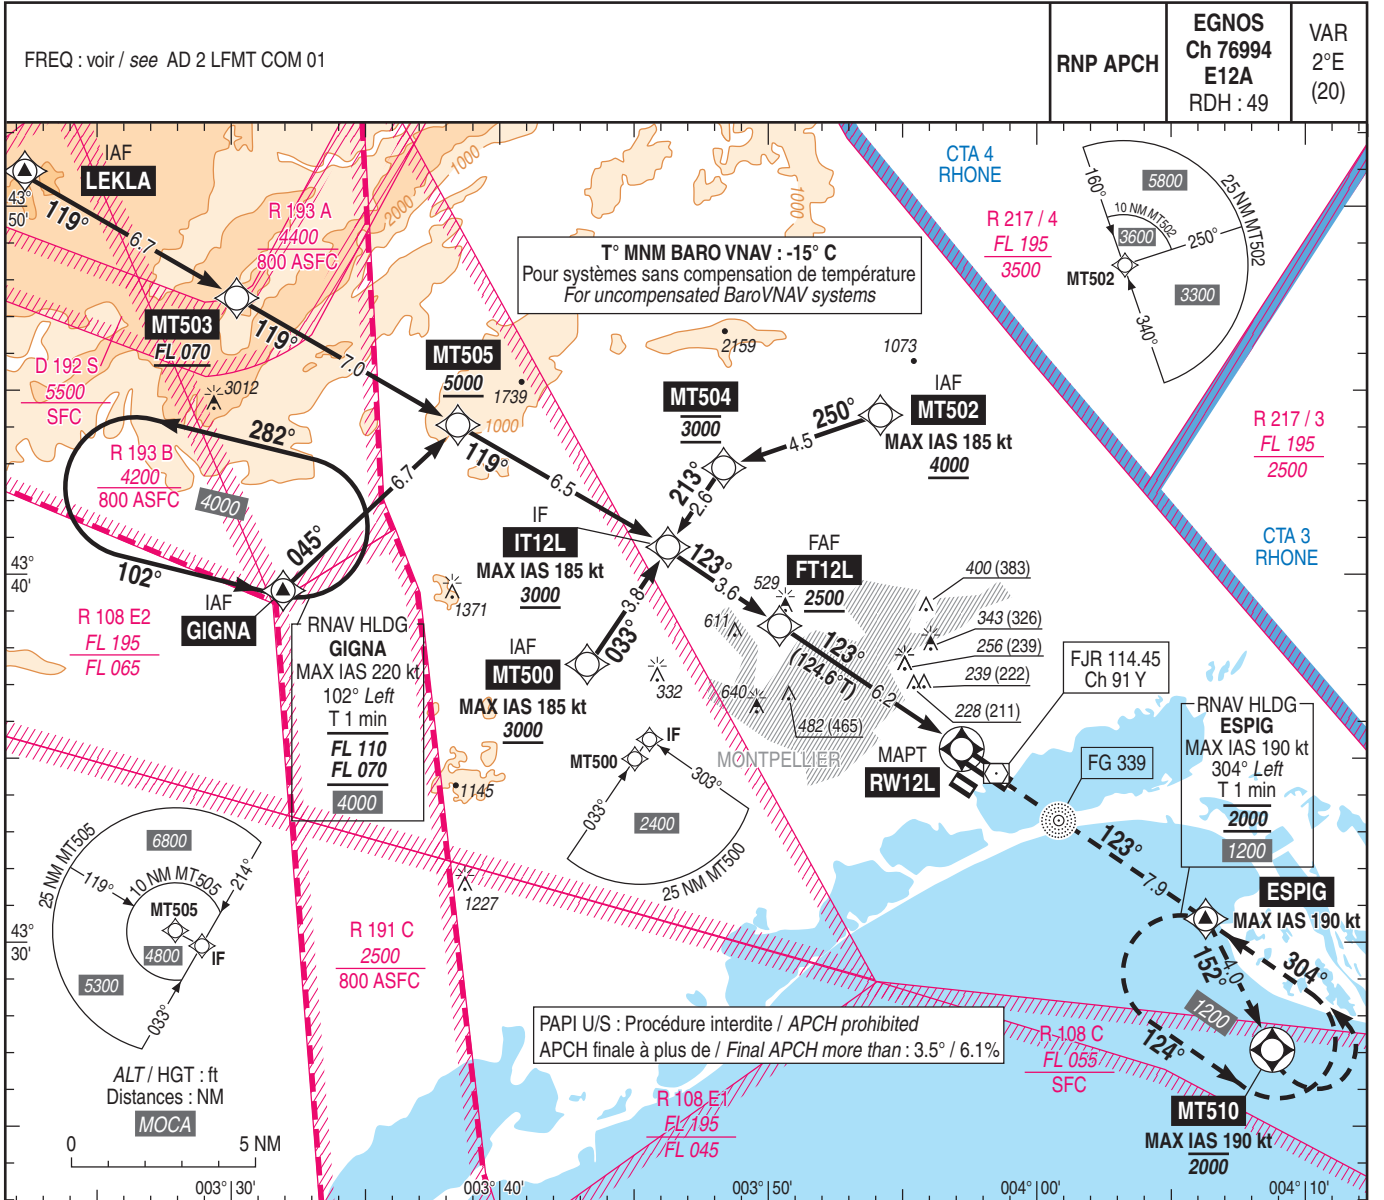 FREQ : voir / see AD 2 LFMT COM 01
RNP APCH
EGNOS
Ch 76994
E12A
RDH : 49
VAR
2°E
(20)
IAF
LEKLA
43°
50'
119°
6.7
R 193 A
4400
800 ASFC
1000
2000
1000
T° MNM BARO VNAV : -15° C
Pour systèmes sans compensation de température
For uncompensated BaroVNAV systems
CTA 4
RHONE
R 217 / 4
FL 195
3500
5800
160°
10 NM MT502
3600
250°
25 NM MT502
MT502
3300
340°
MT503
FL 070
119°
7.0
D 192 S
5500
SFC
3012
MT505
5000
1739
1000
2159
1073
MT504
3000
IAF
MT502
MAX IAS 185 kt
4000
250°
4.5
R 217 / 3
FL 195
2500
282°
R 193 B
4200
800 ASFC
4000
119°
6.7
6.5
213°
2.6
IF
IT12L
MAX IAS 185 kt
3000
CTA 3
RHONE
43°
40'
102°
045°
IAF
GIGNA
123°
3.6
FAF
FT12L
2500
529
400 (383)
343 (326)
256 (239)
239 (222)
228 (211)
R 108 E2
FL 195
FL 065
RNAV HLDG
GIGNA
MAX IAS 220 kt
102° Left
T 1 min
FL 110
FL 070
4000
1371
611
IAF
MT500
MAX IAS 185 kt
3000
033°
3.8
332
640
482 (465)
123°
(124.6°T)
6.2
FJR 114.45
Ch 91 Y
MONTPELLIER
MAPT
RW12L
FG 339
RNAV HLDG
ESPIG
MAX IAS 190 kt
304° Left
T 1 min
2000
1200
MT500
IF
033°
303°
2400
25 NM MT500
1145
25 NM MT505
6800
119°
10 NM MT505
214°
MT505
4800
IF
5300
033°
1227
123°
7.9
ESPIG
MAX IAS 190 kt
43°
30'
R 191 C
2500
800 ASFC
152°
4.0
304°
1200
124°
PAPI U/S : Procédure interdite / APCH prohibited
APCH finale à plus de / Final APCH more than : 3.5° / 6.1%
R 108 C
FL 055
SFC
ALT / HGT : ft
Distances : NM
MOCA
0
5 NM
R 108 E1
FL 195
FL 045
MT510
MAX IAS 190 kt
2000
003° 30'
003° 40'
003° 50'
004° 00'
004° 10'